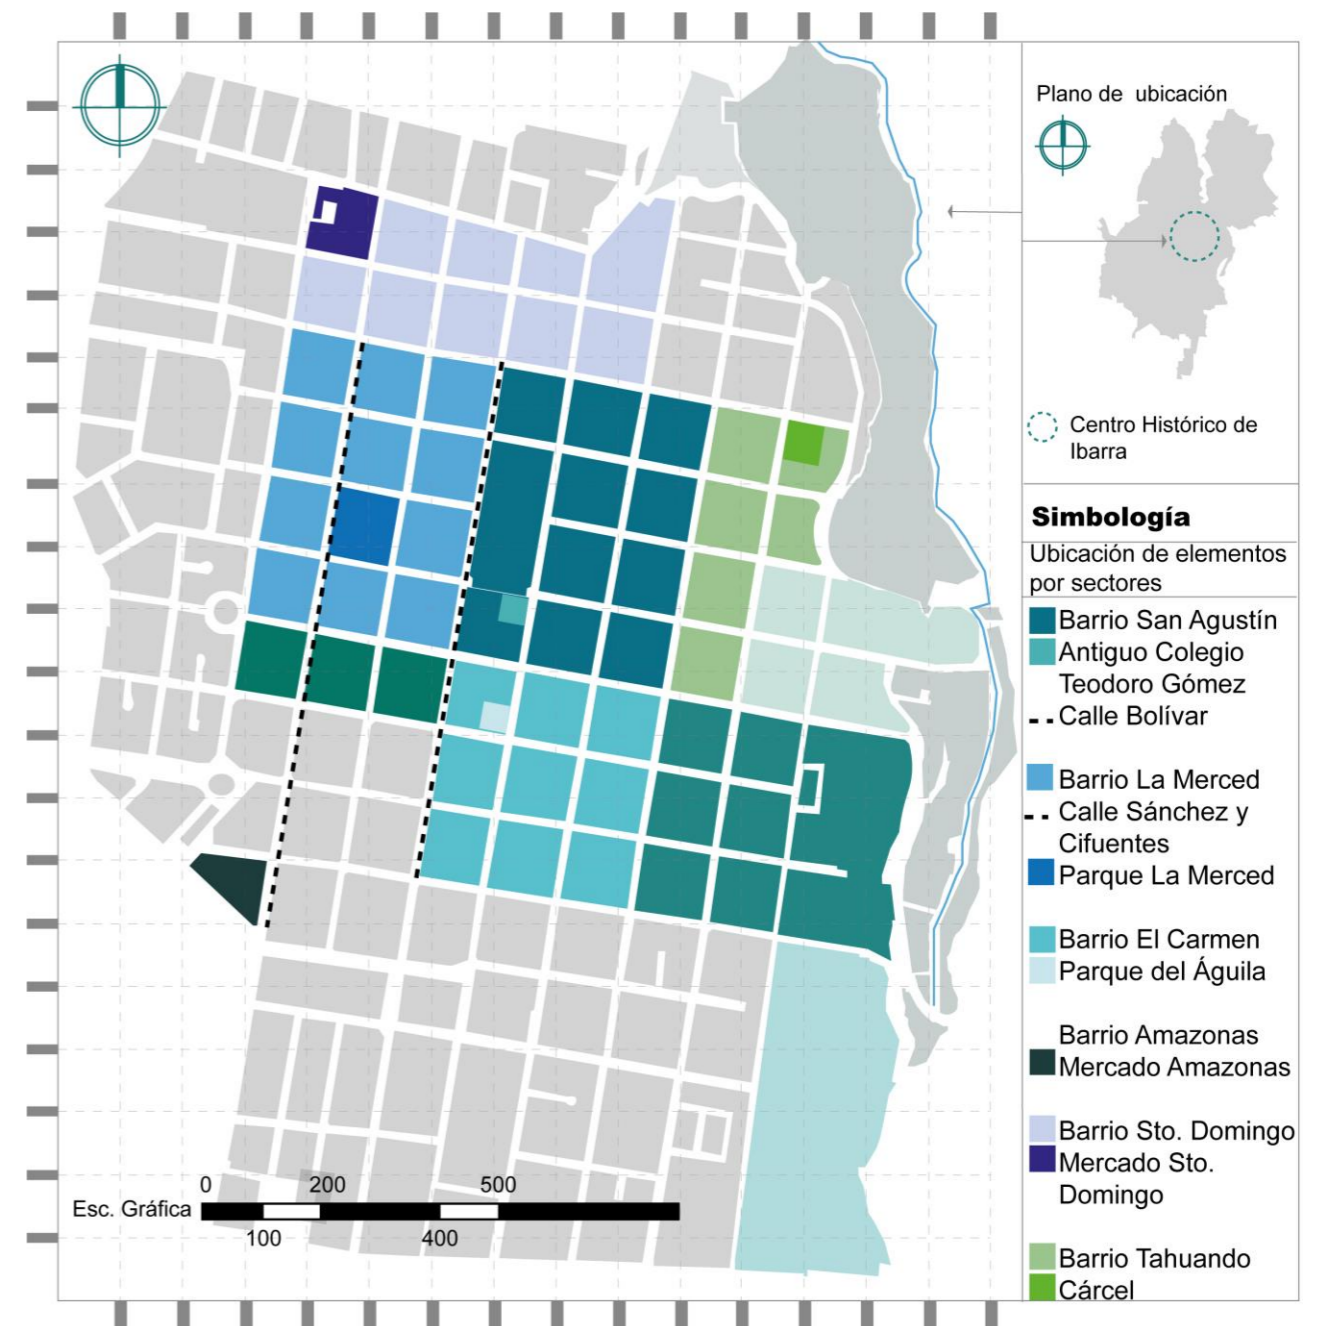 Plano de ubicación
Centro Histórico de
Ibarra
Simbología
Ubicación de elementos
por sectores
Barrio San Agustín
Antiguo Colegio
Teodoro Gómez
Calle Bolívar
Barrio La Merced
Calle Sánchez y
Cifuentes
Parque La Merced
Barrio El Carmen
Parque del Águila
Barrio Amazonas
Mercado Amazonas
Barrio Sto. Domingo
Mercado Sto.
Domingo
Barrio Tahuando
Cárcel
0 200 500
Esc. Gráfica
100 400